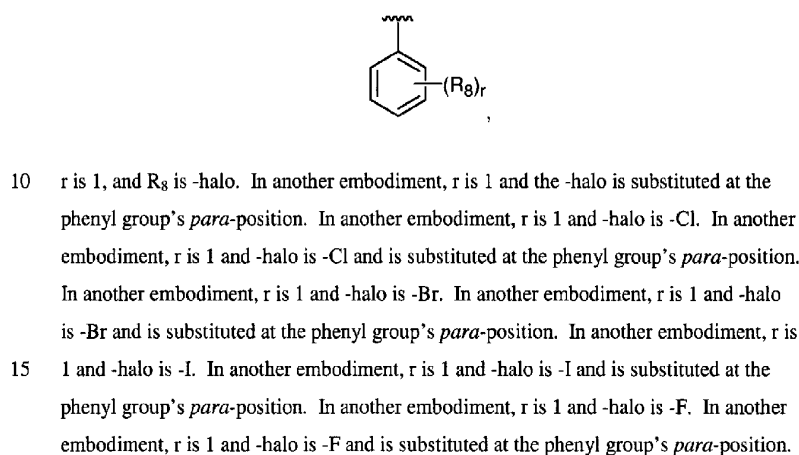 (R8)r
,
10 r is 1, and R8 is -halo. In another embodiment, r is 1 and the -halo is substituted at the
phenyl group's para-position. In another embodiment, r is 1 and -halo is -Cl. In another
embodiment, r is 1 and -halo is -Cl and is substituted at the phenyl group's para-position.
In another embodiment, r is 1 and -halo is -Br. In another embodiment, r is 1 and -halo
is -Br and is substituted at the phenyl group's para-position. In another embodiment, r is
15 1 and -halo is -I. In another embodiment, r is 1 and -halo is -I and is substituted at the
phenyl group's para-position. In another embodiment, r is 1 and -halo is -F. In another
embodiment, r is 1 and -halo is -F and is substituted at the phenyl group's para-position.